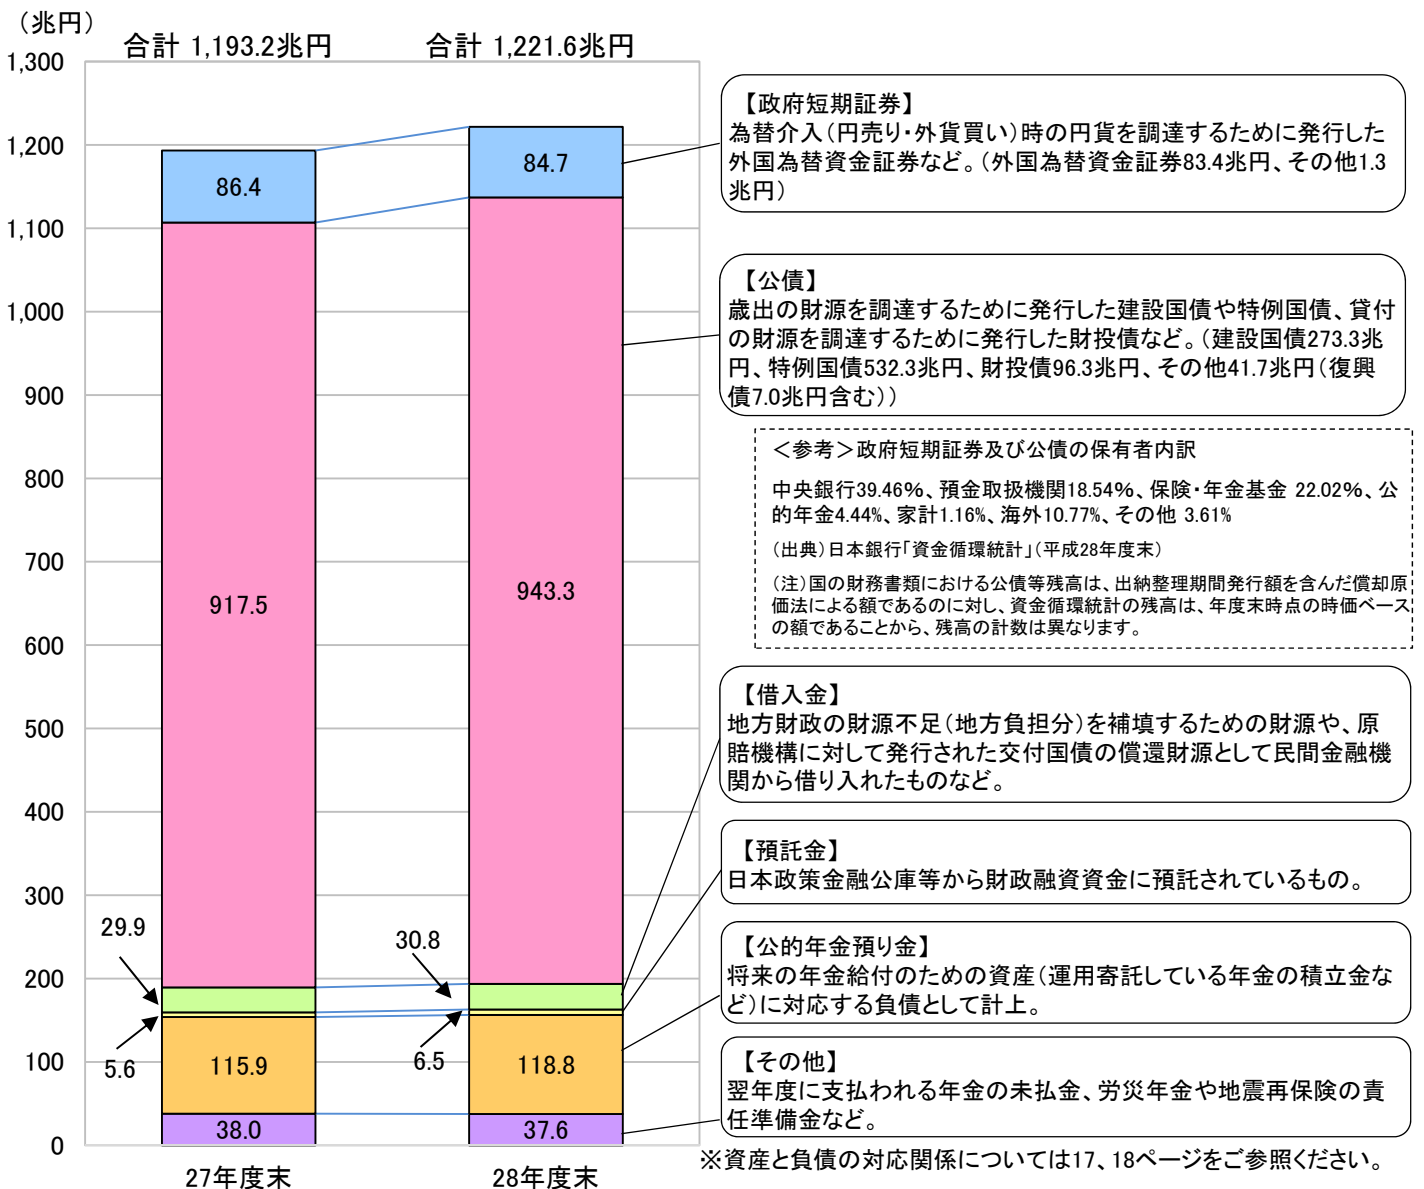 （兆円）
合計 1,193.2兆円
合計 1,221.6兆円
1,300
1,200
1,100
1,000
900
800
700
600
500
400
300
200
100
0
86.4
917.5
29.9
5.6
115.9
38.0
27年度末
84.7
943.3
30.8
6.5
118.8
37.6
28年度末
【政府短期証券】
為替介入（円売り・外貨買い）時の円貨を調達するために発行した
外国為替資金証券など。（外国為替資金証券83.4兆円、その他1.3
兆円）
【公債】
歳出の財源を調達するために発行した建設国債や特例国債、貸付
の財源を調達するために発行した財投債など。（建設国債273.3兆
円、特例国債532.3兆円、財投債96.3兆円、その他41.7兆円（復興
債7.0兆円含む））
＜参考＞政府短期証券及び公債の保有者内訳
中央銀行39.46％、預金取扱機関18.54％、保険・年金基金 22.02％、公
的年金4.44％、家計1.16％、海外10.77％、その他 3.61％
（出典）日本銀行「資金循環統計」（平成28年度末）
（注）国の財務書類における公債等残高は、出納整理期間発行額を含んだ償却原
価法による額であるのに対し、資金循環統計の残高は、年度末時点の時価ベース
の額であることから、残高の計数は異なります。
【借入金】
地方財政の財源不足（地方負担分）を補填するための財源や、原
賠機構に対して発行された交付国債の償還財源として民間金融機
関から借り入れたものなど。
【預託金】
日本政策金融公庫等から財政融資資金に預託されているもの。
【公的年金預り金】
将来の年金給付のための資産（運用寄託している年金の積立金な
ど）に対応する負債として計上。
【その他】
翌年度に支払われる年金の未払金、労災年金や地震再保険の責
任準備金など。
※資産と負債の対応関係については17、18ページをご参照ください。